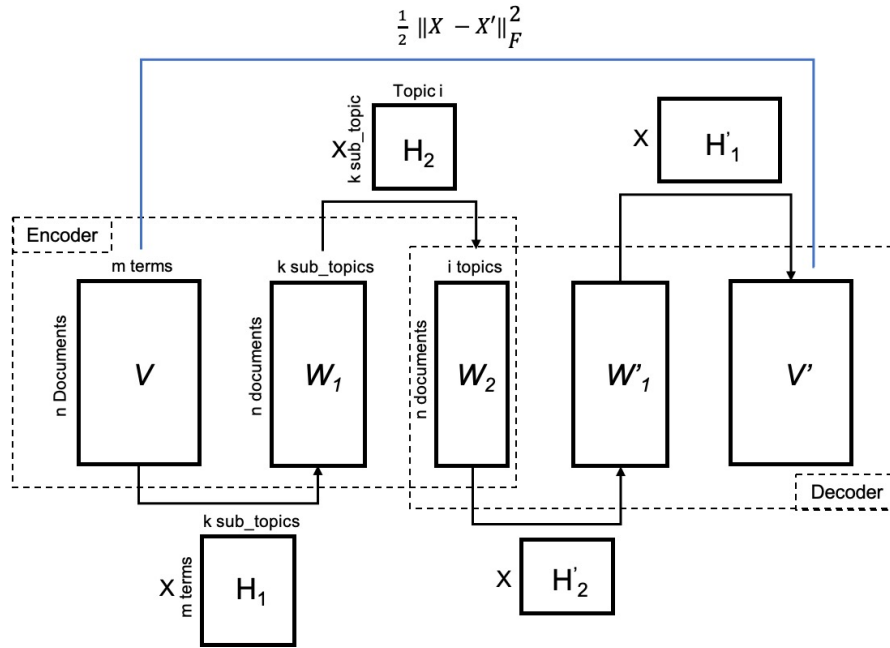 ½ ‖X − X′‖²_F
Topic i
X
k sub_topic
H₂
X
H'₁
Encoder
m terms
k sub_topics
i topics
n Documents
V
n documents
W₁
n documents
W₂
W'₁
V'
Decoder
k sub_topics
X
m terms
H₁
X
H'₂